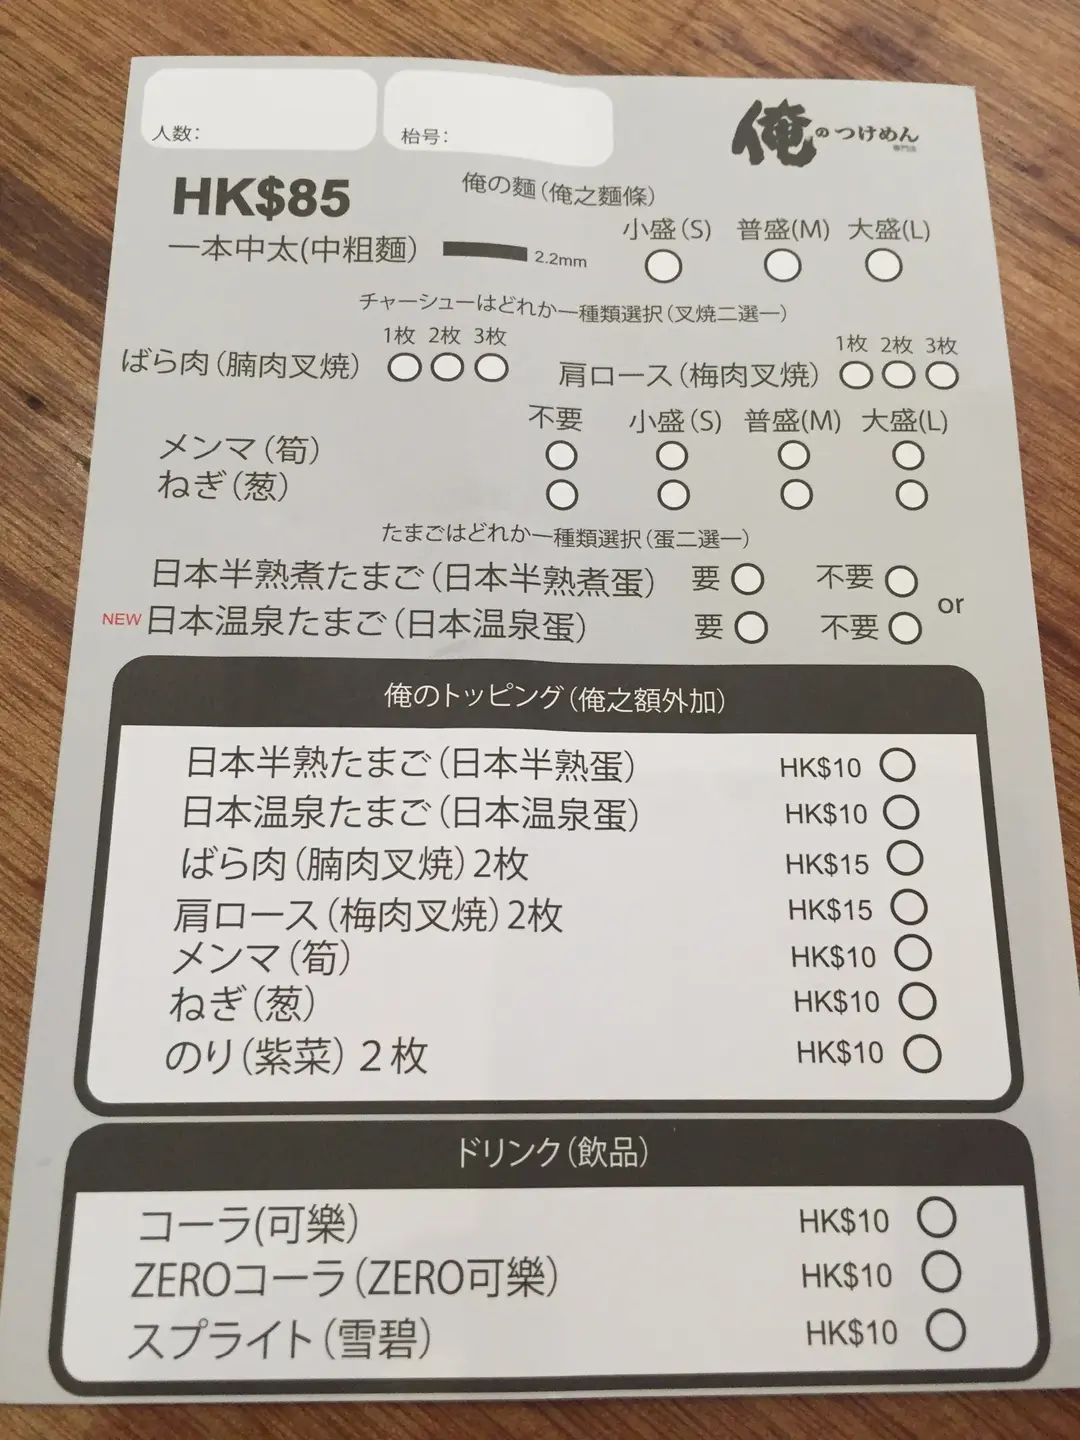 人数:
枱号:
俺のつけめん
専門店
HK$85
俺の麵(俺之麵條)
一本中太(中粗麵)
2.2mm
小盛(S) 普盛(M) 大盛(L)
チャーシューはどれか一種類選択(叉焼二選一)
ばら肉(腩肉叉焼) 1枚 2枚 3枚
肩ロース(梅肉叉焼) 1枚 2枚 3枚
不要 小盛(S) 普盛(M) 大盛(L)
メンマ(筍)
ねぎ(葱)
たまごはどれか一種類選択(蛋二選一)
日本半熟煮たまご(日本半熟煮蛋) 要 不要
or
NEW 日本温泉たまご(日本温泉蛋) 要 不要
俺のトッピング(俺之額外加)
日本半熟たまご(日本半熟蛋) HK$10
日本温泉たまご(日本温泉蛋) HK$10
ばら肉(腩肉叉焼)2枚 HK$15
肩ロース(梅肉叉焼)2枚 HK$15
メンマ(筍) HK$10
ねぎ(葱) HK$10
のり(紫菜)2枚 HK$10
ドリンク(飲品)
コーラ(可樂) HK$10
ZEROコーラ(ZERO可樂) HK$10
スプライト(雪碧) HK$10